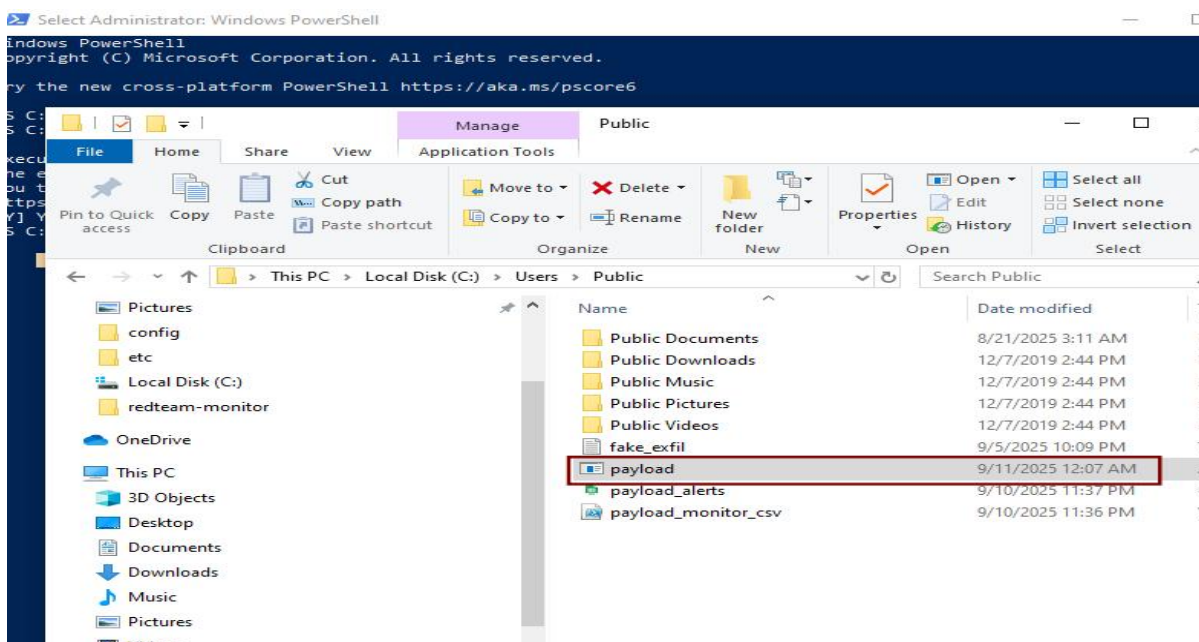 Select Administrator: Windows PowerShell
indows PowerShell
opyright (C) Microsoft Corporation. All rights reserved.
ry the new cross-platform PowerShell https://aka.ms/pscore6
S C:
S C:
xecu
he e
ou t
ttps
Y] Y
S C:
Manage
Public
File
Home
Share
View
Application Tools
Pin to Quick access
Copy
Paste
Cut
Copy path
Paste shortcut
Clipboard
Move to
Copy to
Delete
Rename
Organize
New folder
New
Properties
Open
Edit
History
Open
Select all
Select none
Invert selection
Select
This PC > Local Disk (C:) > Users > Public
Search Public
Pictures
config
etc
Local Disk (C:)
redteam-monitor
OneDrive
This PC
3D Objects
Desktop
Documents
Downloads
Music
Pictures
Name Date modified
Public Documents 8/21/2025 3:11 AM
Public Downloads 12/7/2019 2:44 PM
Public Music 12/7/2019 2:44 PM
Public Pictures 12/7/2019 2:44 PM
Public Videos 12/7/2019 2:44 PM
fake_exfil 9/5/2025 10:09 PM
payload 9/11/2025 12:07 AM
payload_alerts 9/10/2025 11:37 PM
payload_monitor_csv 9/10/2025 11:36 PM